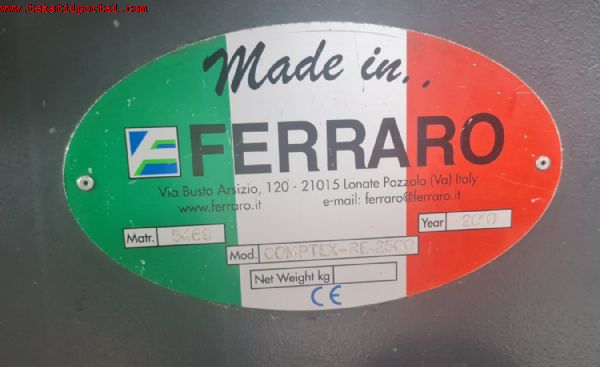 www.tekstilportal.com
Made in..
FERRARO
Via Busto Arsizio, 120 - 21015 Lonate Pozzolo (Va) Italy
www.ferraro.it e-mail: ferraro@ferraro.it
Matr. 5468 Year 2010
Mod. COMPTEX-RE-2500
Net Weight kg
CE